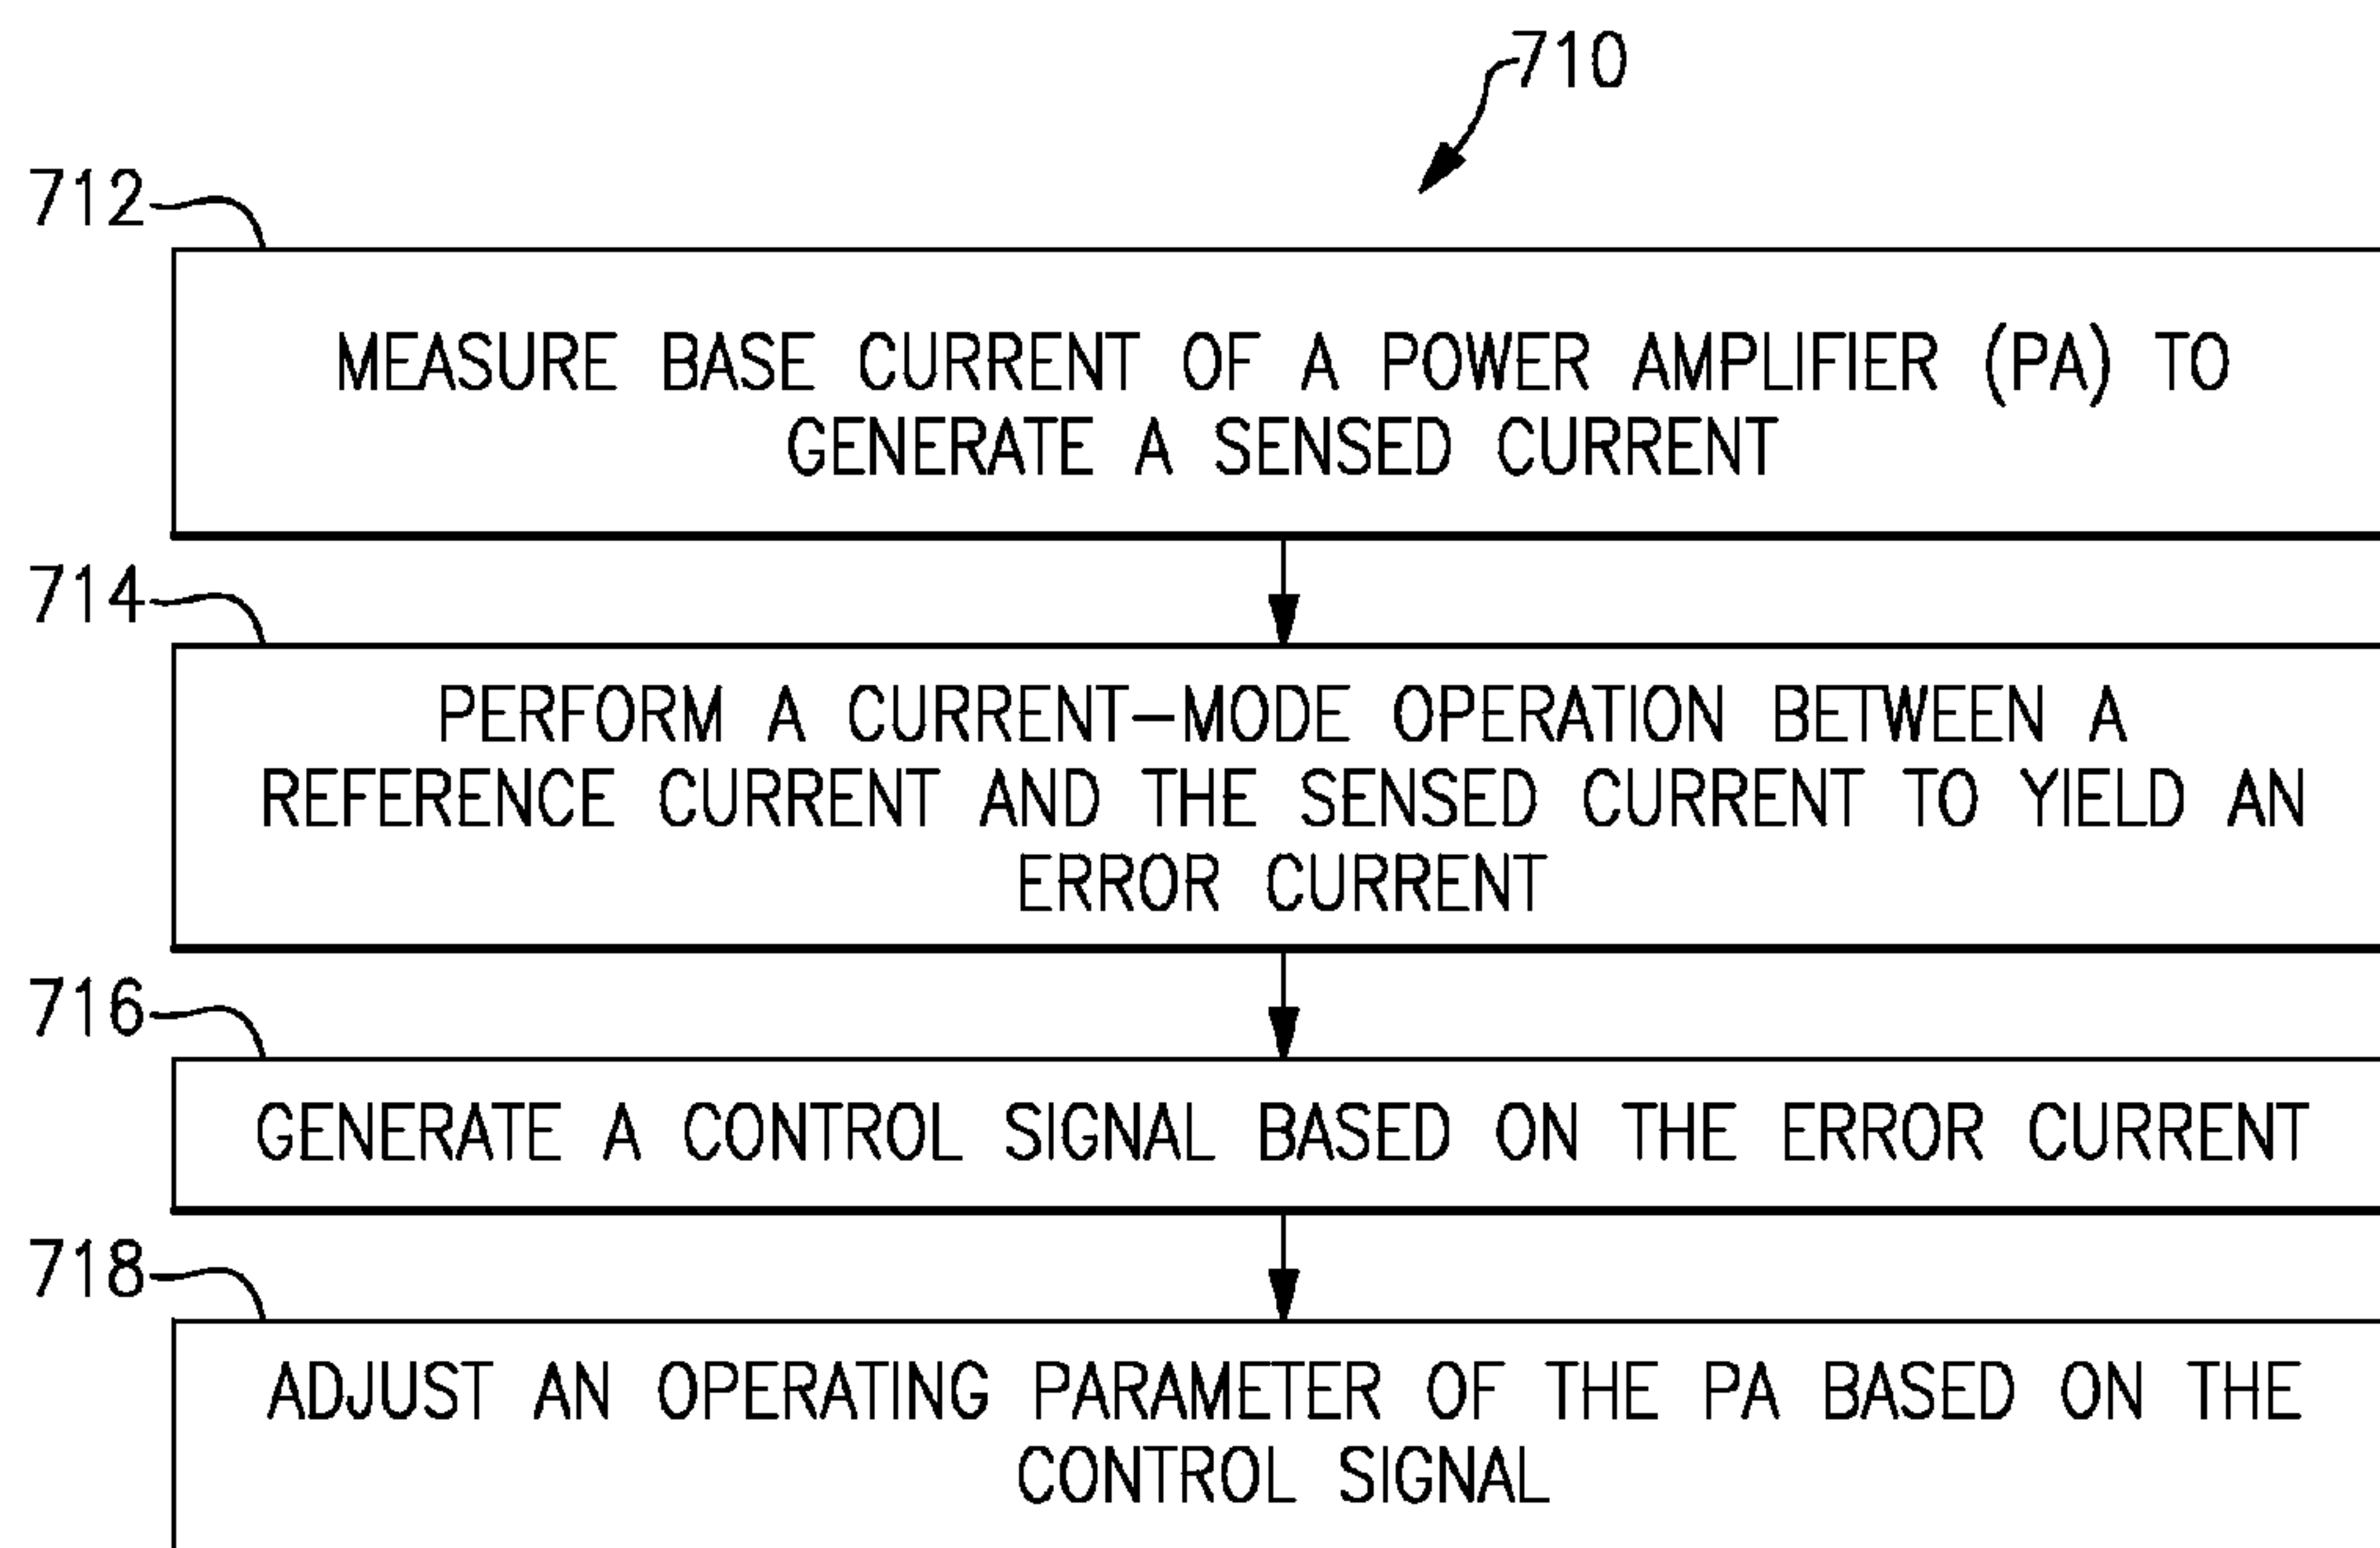 710
712
MEASURE BASE CURRENT OF A POWER AMPLIFIER (PA) TO
GENERATE A SENSED CURRENT
714
PERFORM A CURRENT-MODE OPERATION BETWEEN A
REFERENCE CURRENT AND THE SENSED CURRENT TO YIELD AN
ERROR CURRENT
716
GENERATE A CONTROL SIGNAL BASED ON THE ERROR CURRENT
718
ADJUST AN OPERATING PARAMETER OF THE PA BASED ON THE
CONTROL SIGNAL